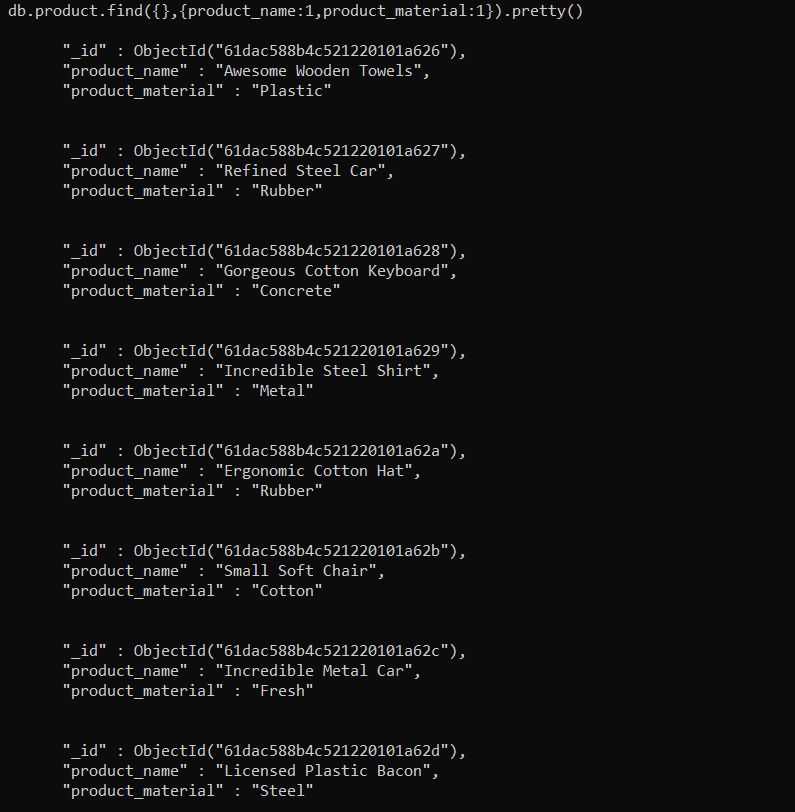 db.product.find({},{product_name:1,product_material:1}).pretty()
"_id" : ObjectId("61dac588b4c521220101a626"),
"product_name" : "Awesome Wooden Towels",
"product_material" : "Plastic"
"_id" : ObjectId("61dac588b4c521220101a627"),
"product_name" : "Refined Steel Car",
"product_material" : "Rubber"
"_id" : ObjectId("61dac588b4c521220101a628"),
"product_name" : "Gorgeous Cotton Keyboard",
"product_material" : "Concrete"
"_id" : ObjectId("61dac588b4c521220101a629"),
"product_name" : "Incredible Steel Shirt",
"product_material" : "Metal"
"_id" : ObjectId("61dac588b4c521220101a62a"),
"product_name" : "Ergonomic Cotton Hat",
"product_material" : "Rubber"
"_id" : ObjectId("61dac588b4c521220101a62b"),
"product_name" : "Small Soft Chair",
"product_material" : "Cotton"
"_id" : ObjectId("61dac588b4c521220101a62c"),
"product_name" : "Incredible Metal Car",
"product_material" : "Fresh"
"_id" : ObjectId("61dac588b4c521220101a62d"),
"product_name" : "Licensed Plastic Bacon",
"product_material" : "Steel"